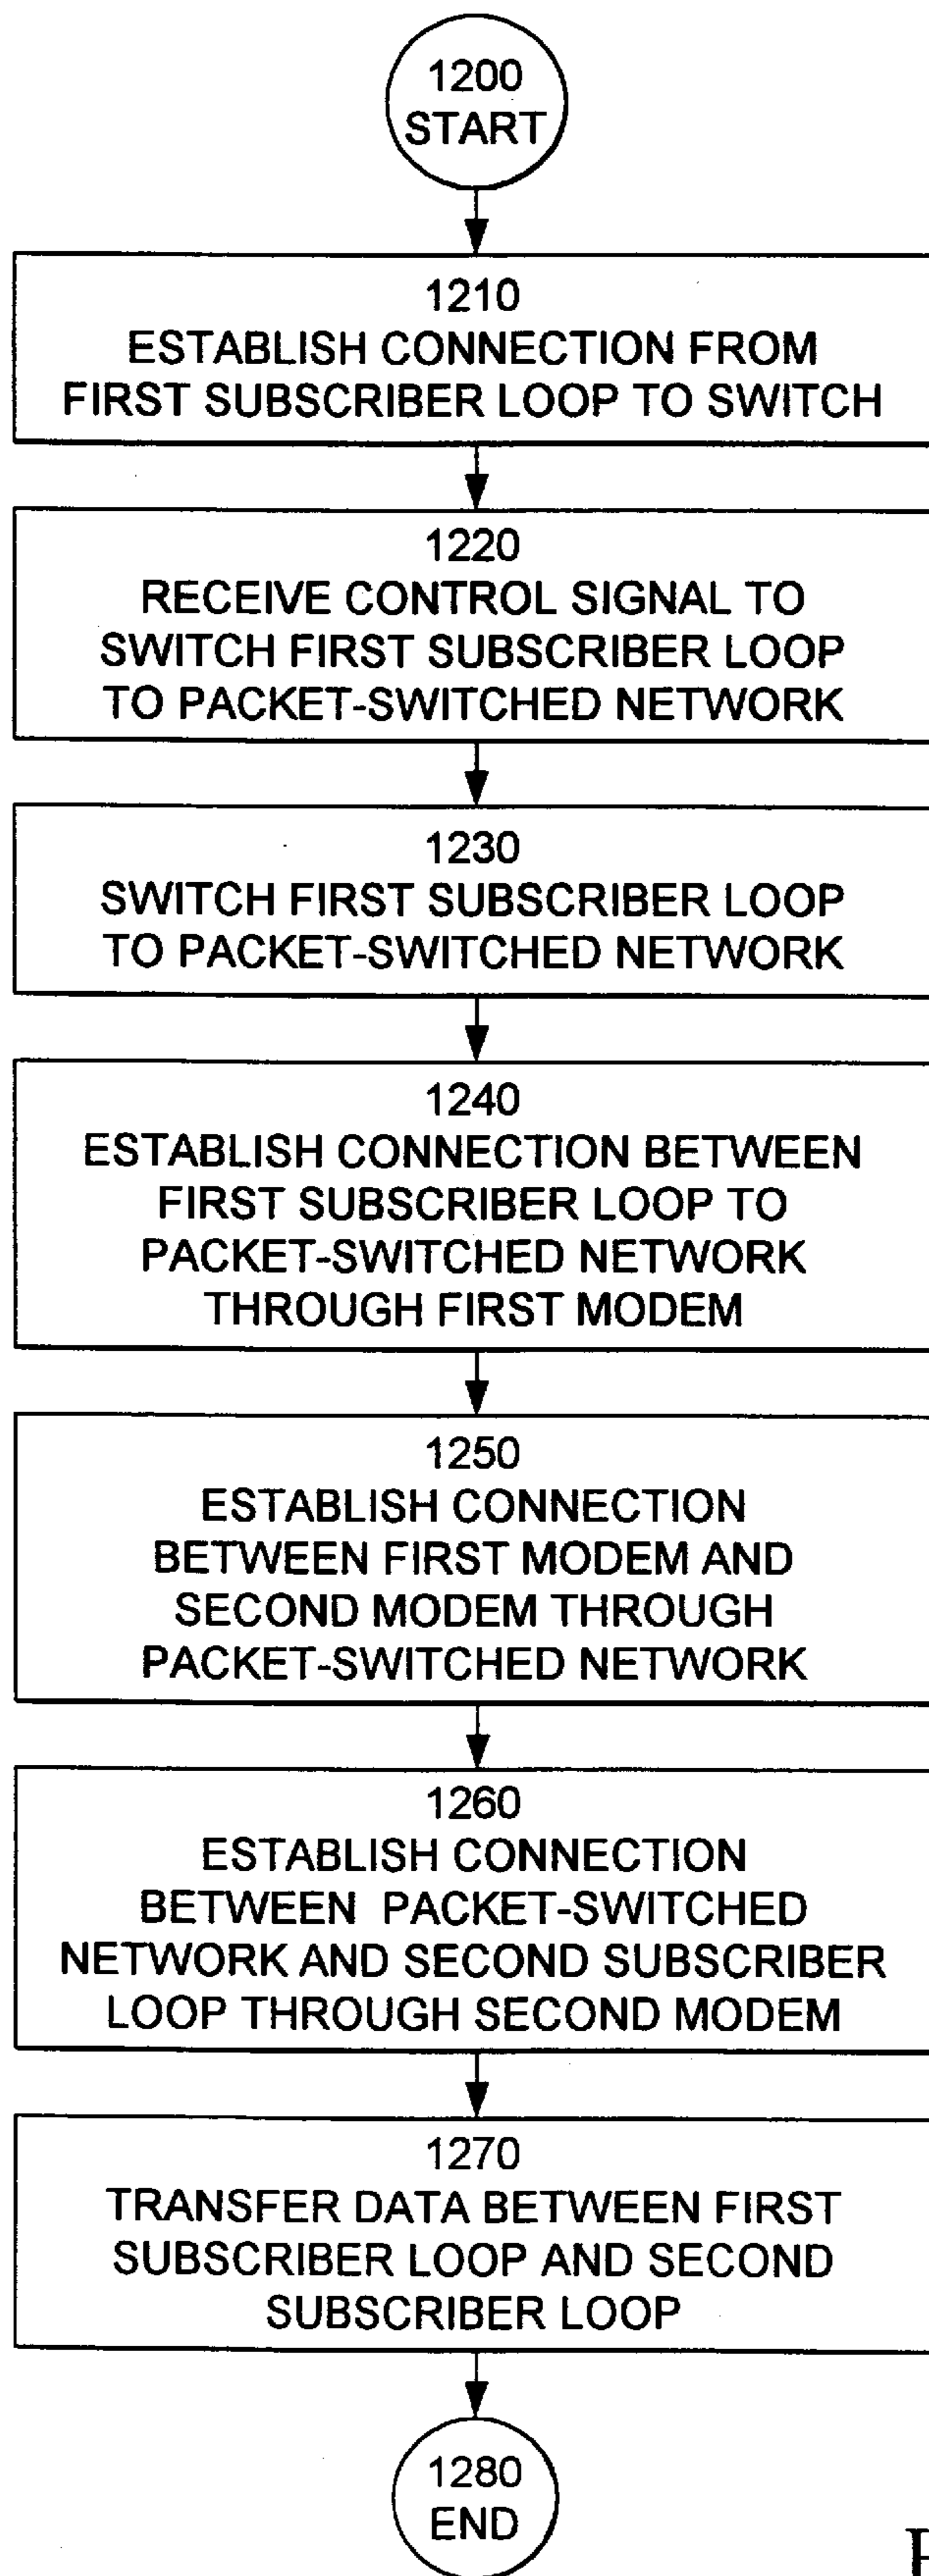 1200
START
1210
ESTABLISH CONNECTION FROM
FIRST SUBSCRIBER LOOP TO SWITCH
1220
RECEIVE CONTROL SIGNAL TO
SWITCH FIRST SUBSCRIBER LOOP
TO PACKET-SWITCHED NETWORK
1230
SWITCH FIRST SUBSCRIBER LOOP
TO PACKET-SWITCHED NETWORK
1240
ESTABLISH CONNECTION BETWEEN
FIRST SUBSCRIBER LOOP TO
PACKET-SWITCHED NETWORK
THROUGH FIRST MODEM
1250
ESTABLISH CONNECTION
BETWEEN FIRST MODEM AND
SECOND MODEM THROUGH
PACKET-SWITCHED NETWORK
1260
ESTABLISH CONNECTION
BETWEEN PACKET-SWITCHED
NETWORK AND SECOND SUBSCRIBER
LOOP THROUGH SECOND MODEM
1270
TRANSFER DATA BETWEEN FIRST
SUBSCRIBER LOOP AND SECOND
SUBSCRIBER LOOP
1280
END